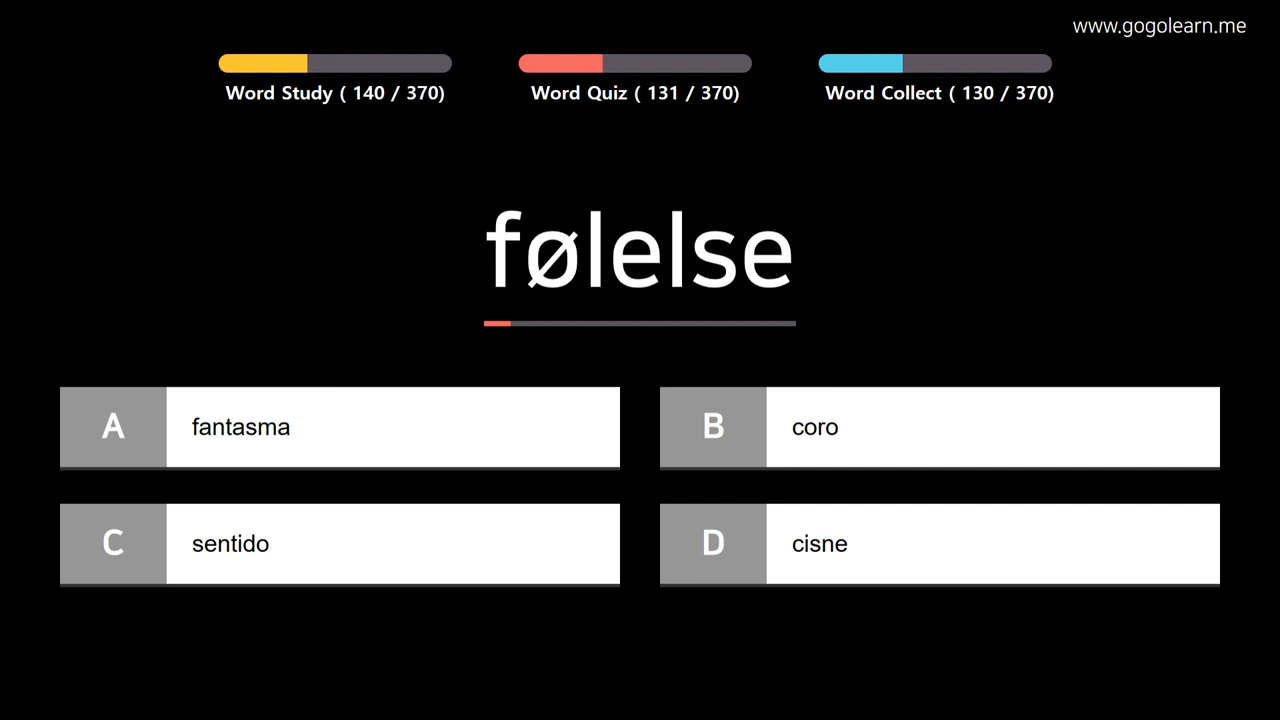 www.gogolearn.me
Word Study ( 140 / 370)
Word Quiz ( 131 / 370)
Word Collect ( 130 / 370)
følelse
A fantasma
B coro
C sentido
D cisne